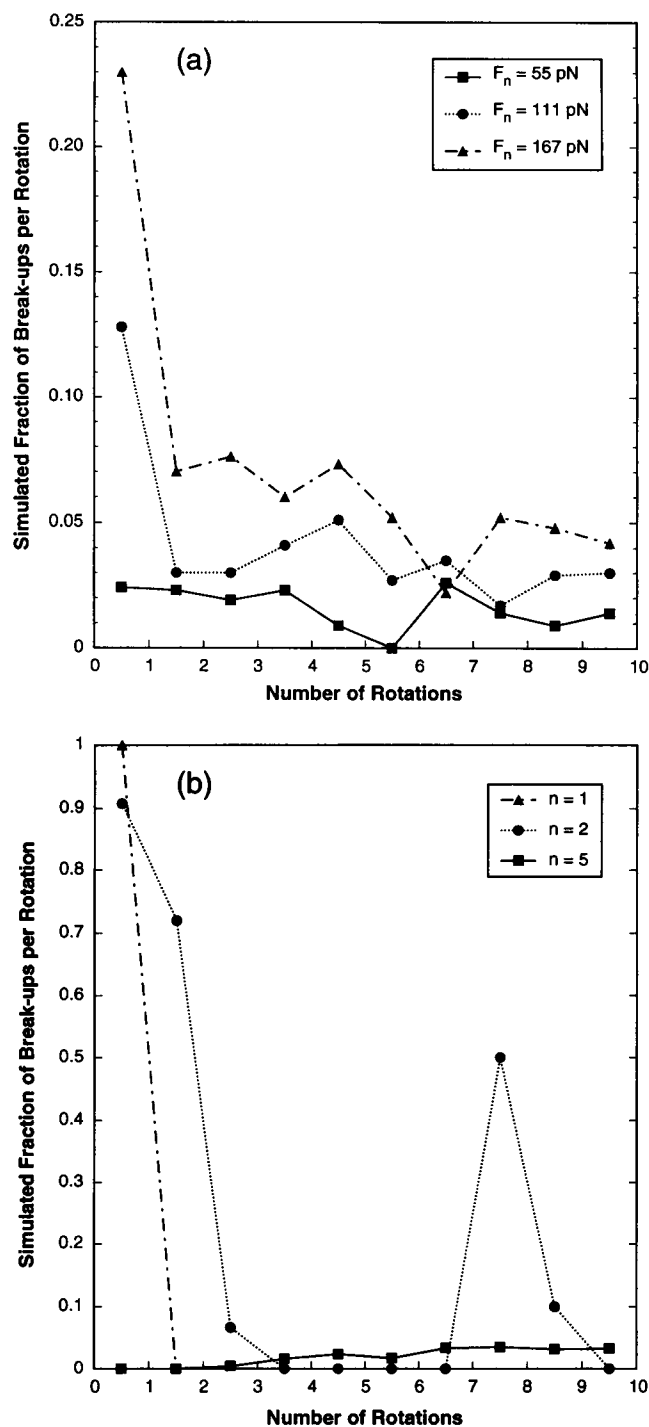 0.25
(a)
F_n = 55 pN
F_n = 111 pN
F_n = 167 pN
0.20
0.15
0.10
0.05
0
Simulated Fraction of Break-ups per Rotation
0 1 2 3 4 5 6 7 8 9 10
Number of Rotations
1
(b)
n = 1
n = 2
n = 5
0.9
0.8
0.7
0.6
0.5
0.4
0.3
0.2
0.1
0
Simulated Fraction of Break-ups per Rotation
0 1 2 3 4 5 6 7 8 9 10
Number of Rotations